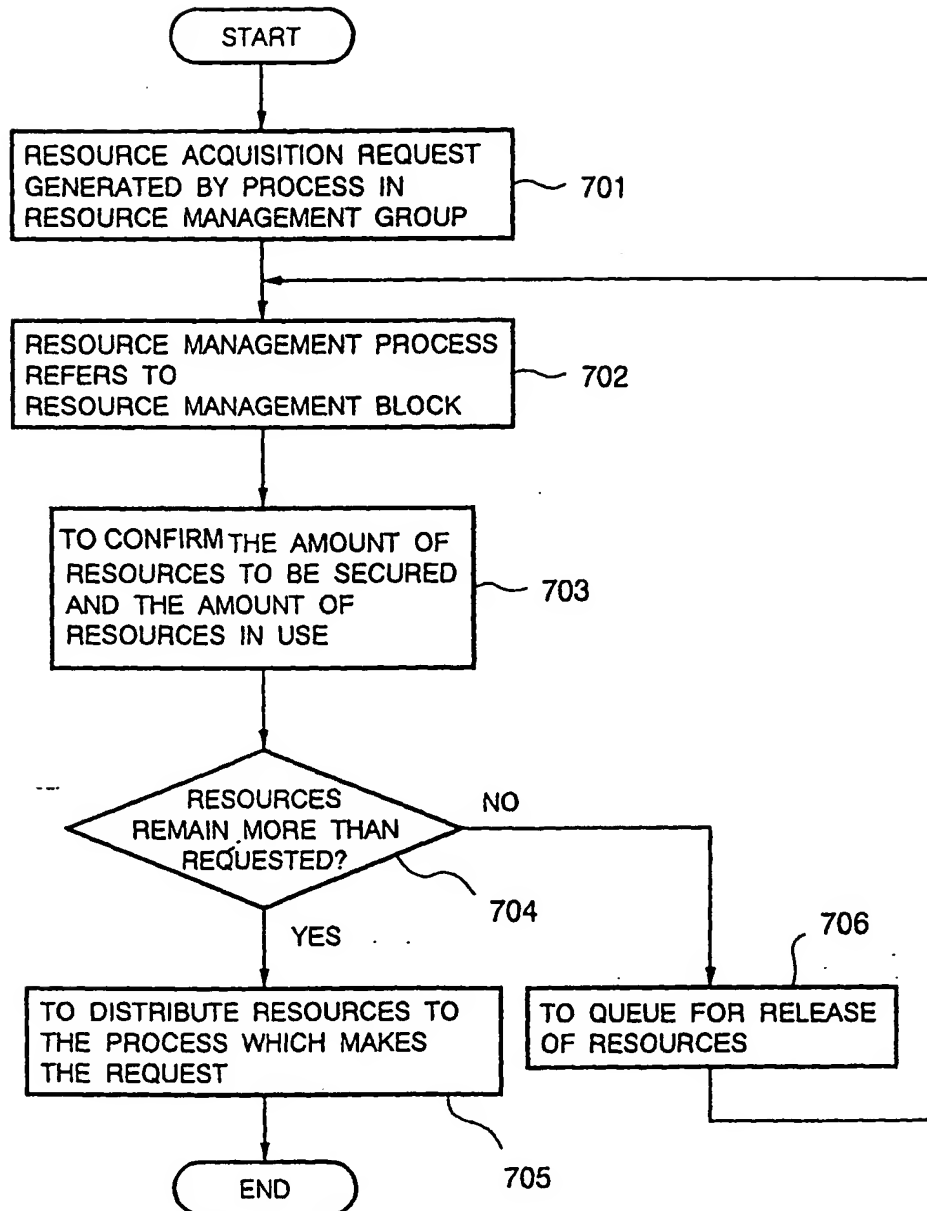 START
RESOURCE ACQUISITION REQUEST
GENERATED BY PROCESS IN
RESOURCE MANAGEMENT GROUP
701
RESOURCE MANAGEMENT PROCESS
REFERS TO
RESOURCE MANAGEMENT BLOCK
702
TO CONFIRM THE AMOUNT OF
RESOURCES TO BE SECURED
AND THE AMOUNT OF
RESOURCES IN USE
703
RESOURCES
REMAIN MORE THAN
REQUESTED?
NO
704
YES
706
TO DISTRIBUTE RESOURCES TO
THE PROCESS WHICH MAKES
THE REQUEST
TO QUEUE FOR RELEASE
OF RESOURCES
705
END